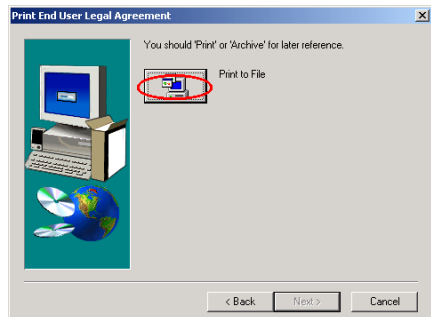 Print End User Legal Agreement
You should 'Print' or 'Archive' for later reference.
Print to File
< Back
Next >
Cancel